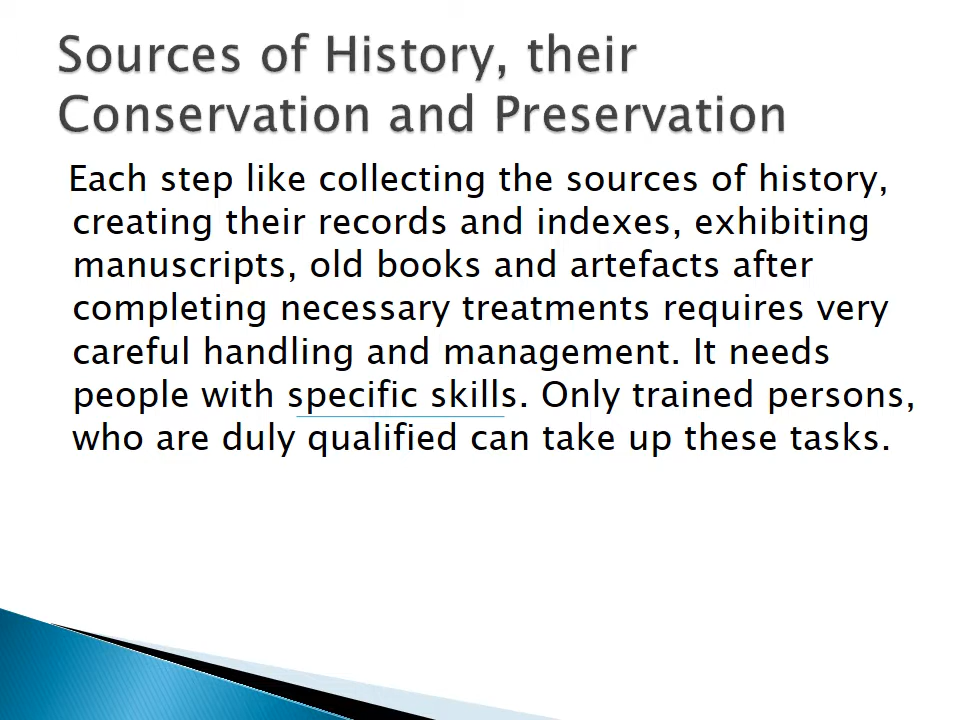 Sources of History, their
Conservation and Preservation
Each step like collecting the sources of history,
creating their records and indexes, exhibiting
manuscripts, old books and artefacts after
completing necessary treatments requires very
careful handling and management. It needs
people with specific skills. Only trained persons,
who are duly qualified can take up these tasks.